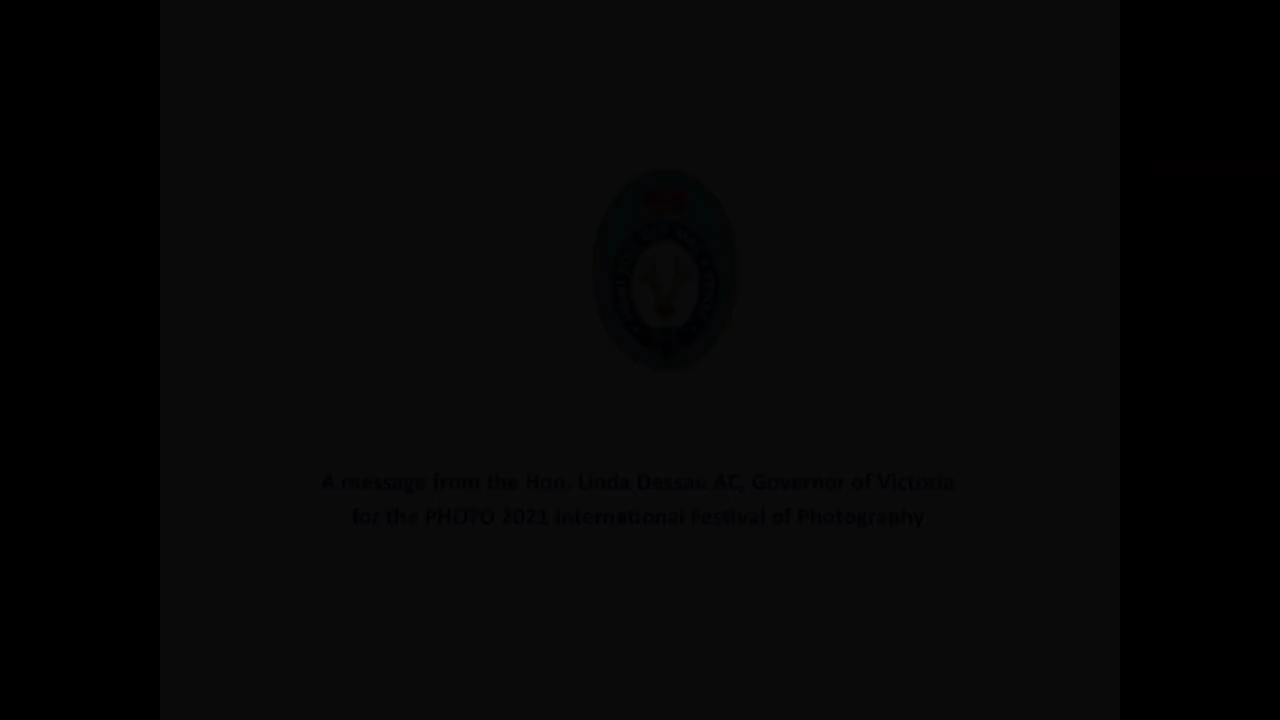 A message from the Hon. Linda Dessau AC, Governor of Victoria
for the PHOTO 2021 International Festival of Photography